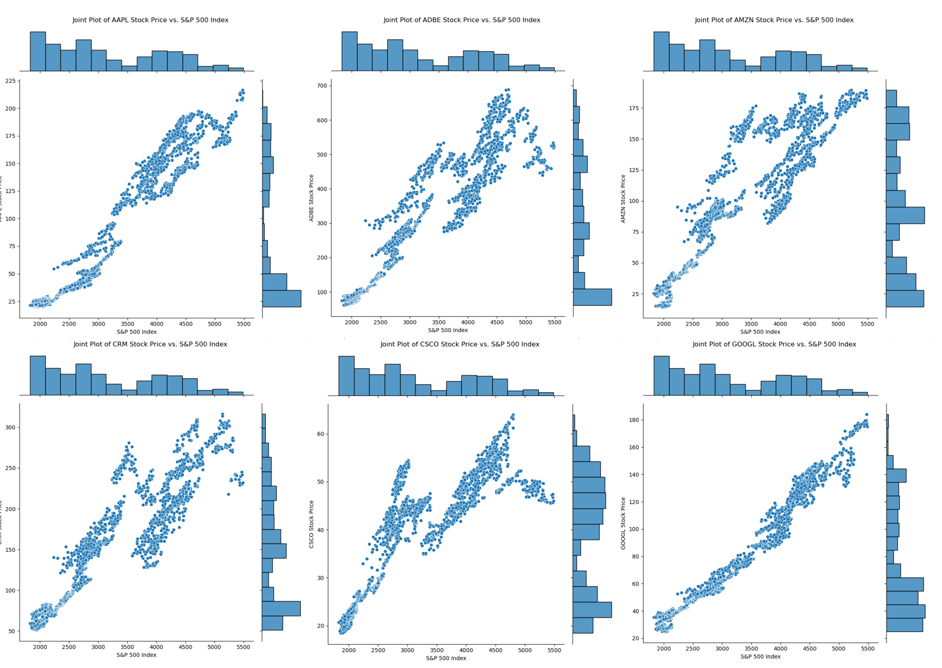 Joint Plot of AAPL Stock Price vs. S&P 500 Index
225
200
175
150
125
100
75
50
25
2000 2500 3000 3500 4000 4500 5000 5500
S&P 500 Index
Joint Plot of ADBE Stock Price vs. S&P 500 Index
ADBE Stock Price
700
600
500
400
300
200
100
2000 2500 3000 3500 4000 4500 5000 5500
S&P 500 Index
Joint Plot of AMZN Stock Price vs. S&P 500 Index
AMZN Stock Price
175
150
125
100
75
50
25
2000 2500 3000 3500 4000 4500 5000 5500
S&P 500 Index
Joint Plot of CRM Stock Price vs. S&P 500 Index
300
250
200
150
100
50
2000 2500 3000 3500 4000 4500 5000 5500
S&P 500 Index
Joint Plot of CSCO Stock Price vs. S&P 500 Index
CSCO Stock Price
60
50
40
30
20
2000 2500 3000 3500 4000 4500 5000 5500
S&P 500 Index
Joint Plot of GOOGL Stock Price vs. S&P 500 Index
GOOGL Stock Price
180
160
140
120
100
80
60
40
20
2000 2500 3000 3500 4000 4500 5000 5500
S&P 500 Index